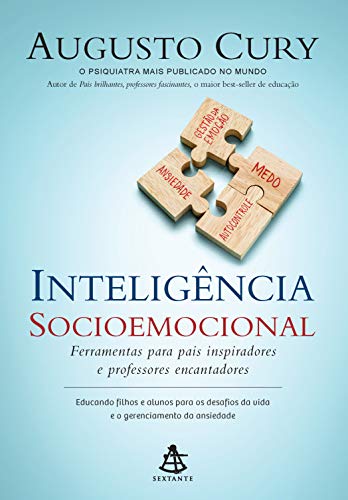 AUGUSTO CURY
O PSIQUIATRA MAIS PUBLICADO NO MUNDO
Autor de Pais brilhantes, professores fascinantes, o maior best-seller de educação
GESTÃO DA
EMOÇÃO
ANSIEDADE
MEDO
AUTOCONTROLE
INTELIGÊNCIA
SOCIOEMOCIONAL
Ferramentas para pais inspiradores
e professores encantadores
Educando filhos e alunos para os desafios da vida
e o gerenciamento da ansiedade
SEXTANTE